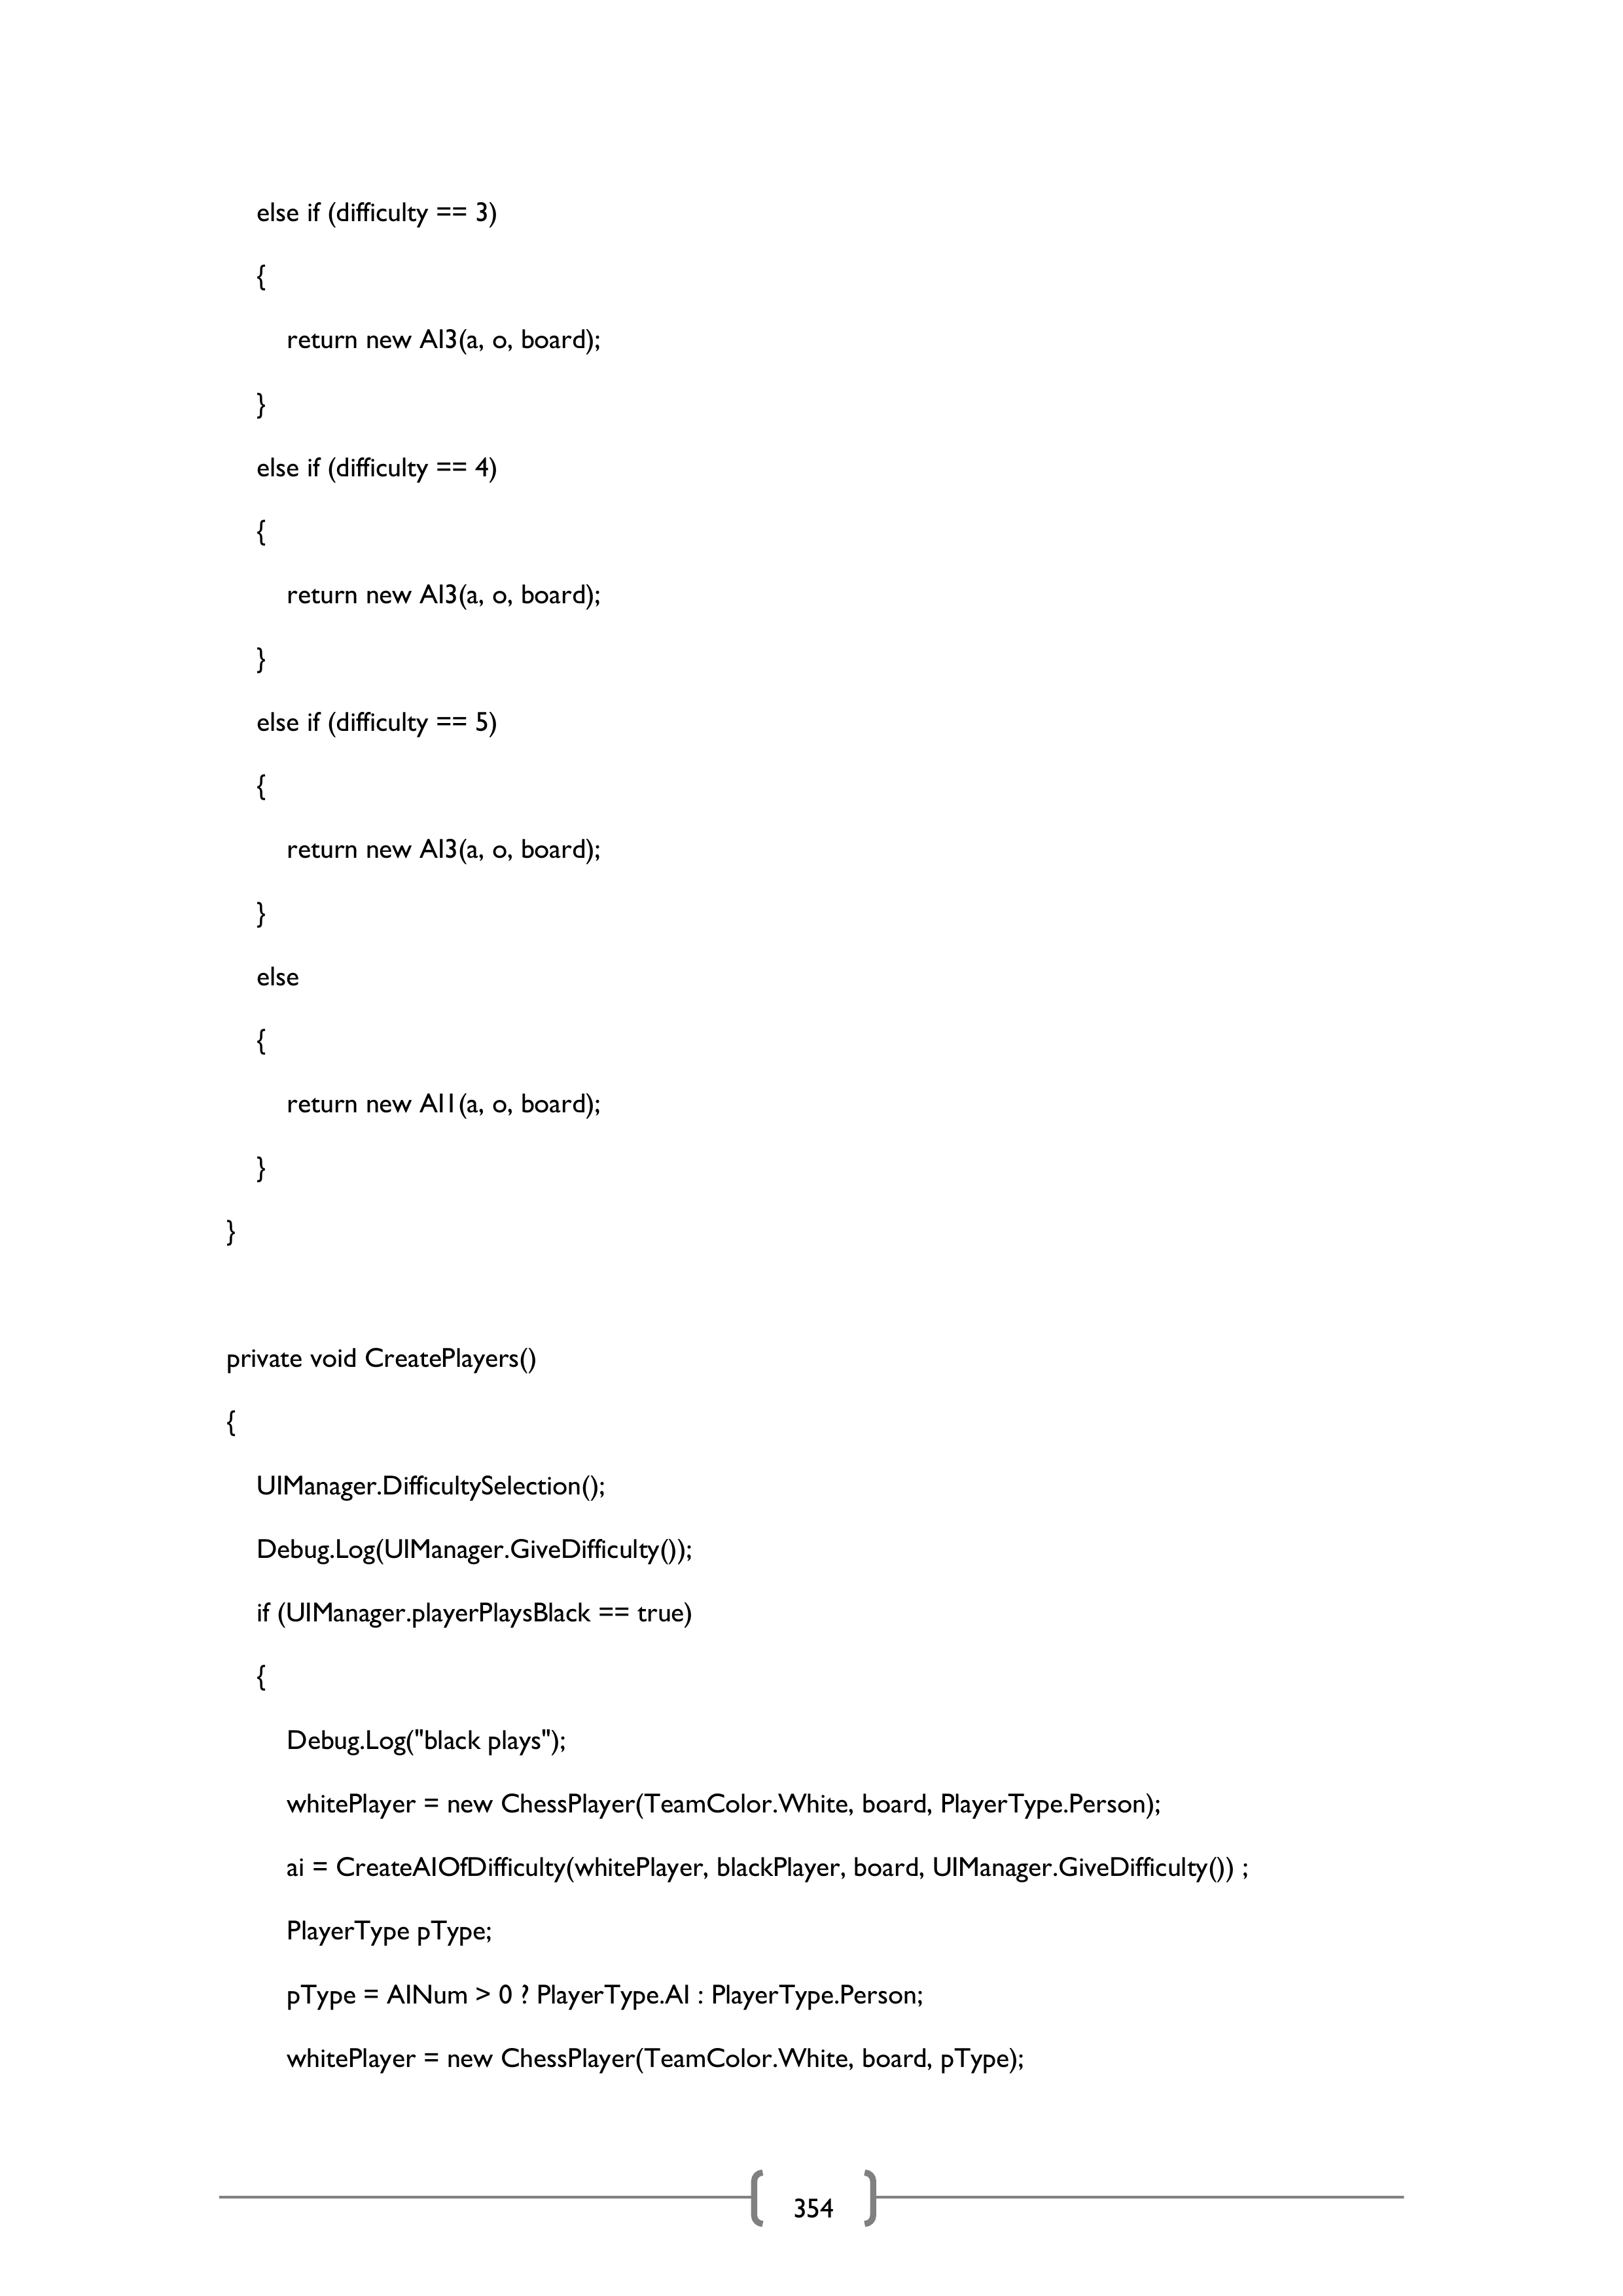 else if (difficulty == 3)
{
return new AI3(a, o, board);
}
else if (difficulty == 4)
{
return new AI3(a, o, board);
}
else if (difficulty == 5)
{
return new AI3(a, o, board);
}
else
{
return new AI1(a, o, board);
}
}
private void CreatePlayers()
{
UIManager.DifficultySelection();
Debug.Log(UIManager.GiveDifficulty());
if (UIManager.playerPlaysBlack == true)
{
Debug.Log("black plays");
whitePlayer = new ChessPlayer(TeamColor.White, board, PlayerType.Person);
ai = CreateAIOfDifficulty(whitePlayer, blackPlayer, board, UIManager.GiveDifficulty()) ;
PlayerType pType;
pType = AINum > 0 ? PlayerType.AI : PlayerType.Person;
whitePlayer = new ChessPlayer(TeamColor.White, board, pType);
354